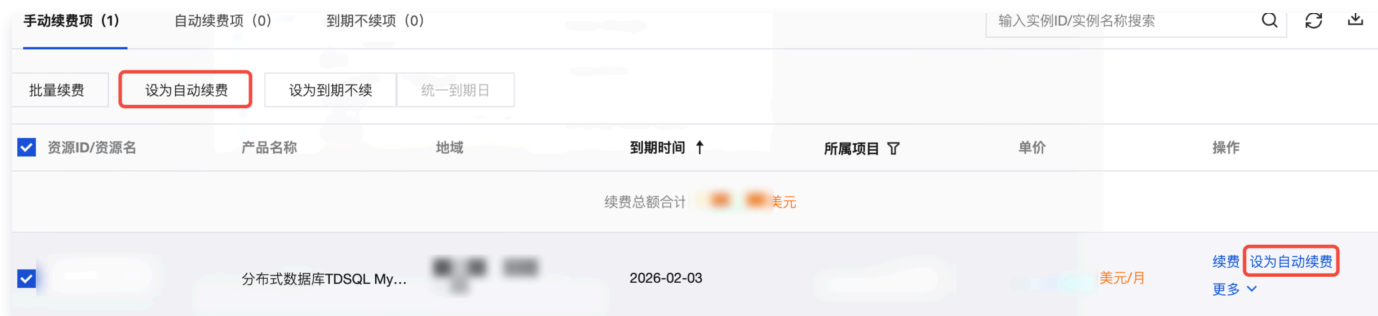 手动续费项（1） 自动续费项（0） 到期不续项（0） 输入实例ID/实例名称搜索
批量续费 设为自动续费 设为到期不续 统一到期日
资源ID/资源名 产品名称 地域 到期时间 ↑ 所属项目 单价 操作
续费总额合计 美元
分布式数据库TDSQL My... 2026-02-03 美元/月 续费 设为自动续费
更多